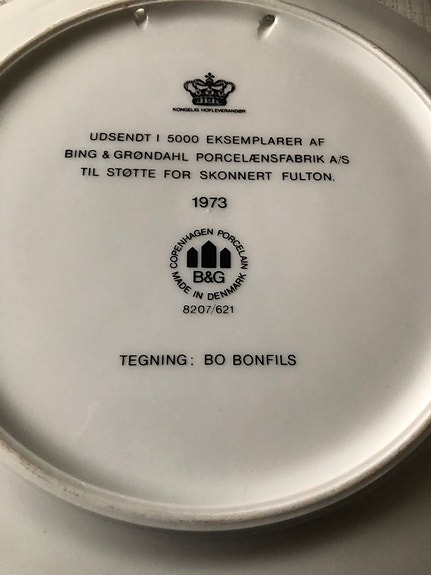 KONGELIG HOFLEVERANDØR
UDSENDT I 5000 EKSEMPLARER AF
BING & GRØNDAHL PORCELÆNSFABRIK A/S
TIL STØTTE FOR SKONNERT FULTON.
1973
COPENHAGEN PORCELAIN
B&G
MADE IN DENMARK
8207/621
TEGNING: BO BONFILS